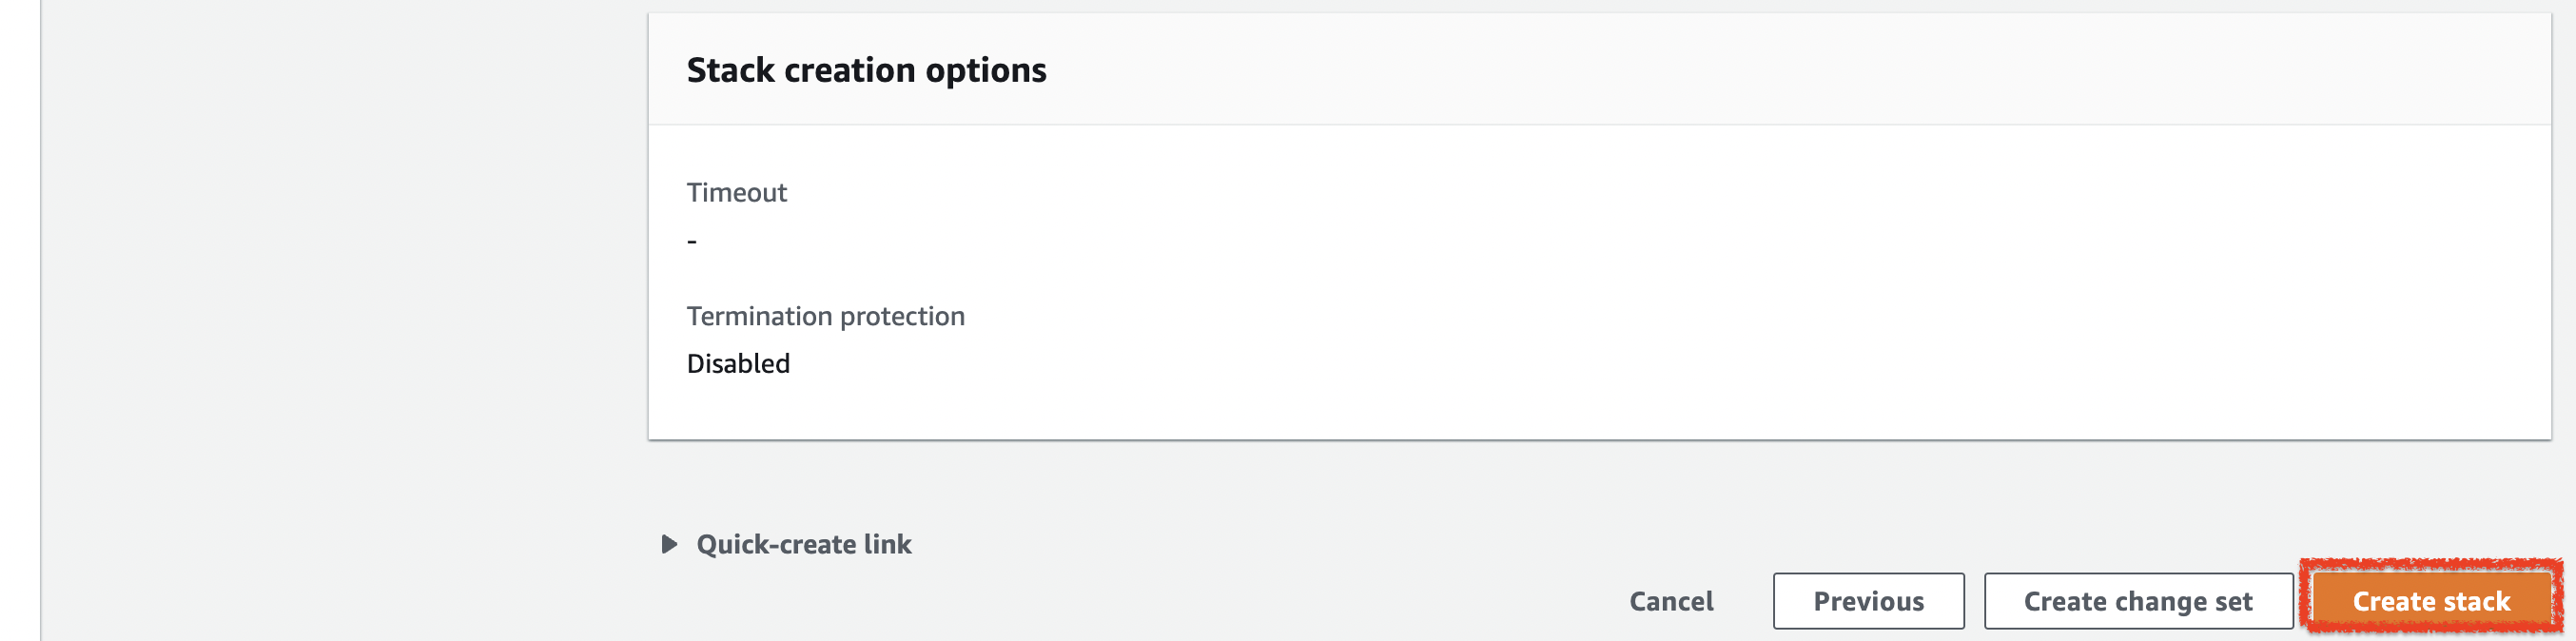 Stack creation options
Timeout
-
Termination protection
Disabled
Quick-create link
Cancel
Previous
Create change set
Create stack